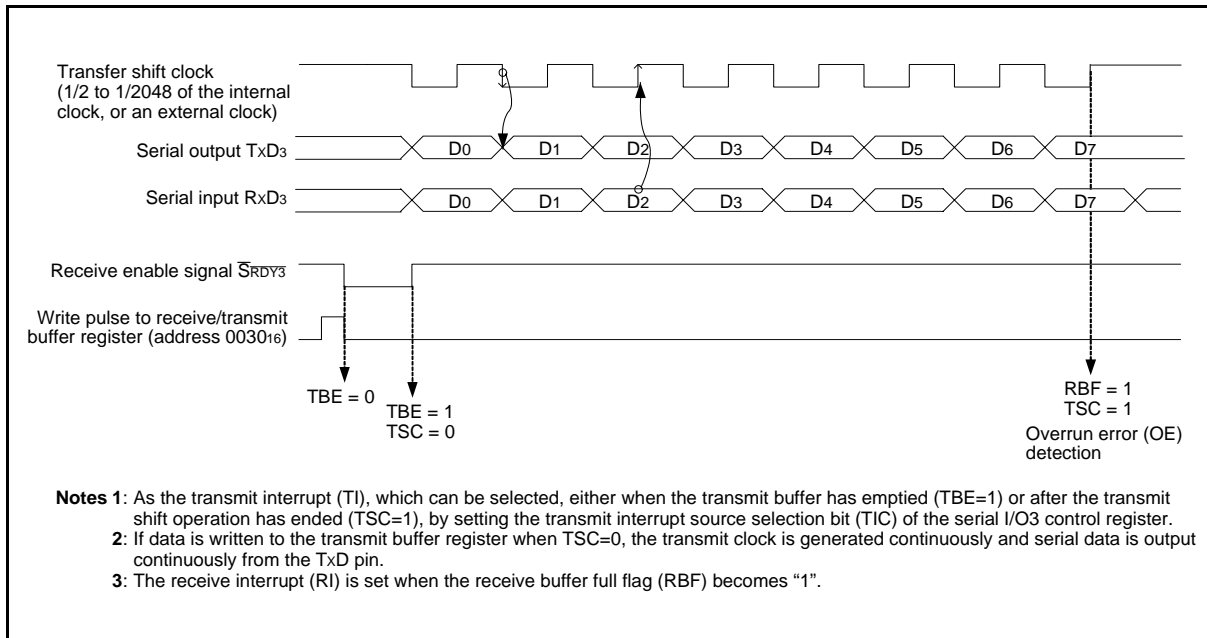 Transfer shift clock
(1/2 to 1/2048 of the internal
clock, or an external clock)
Serial output TxD3
D0 D1 D2 D3 D4 D5 D6 D7
Serial input RxD3
D0 D1 D2 D3 D4 D5 D6 D7
Receive enable signal S̅R̅D̅Y̅3̅
Write pulse to receive/transmit
buffer register (address 003016)
TBE = 0
TBE = 1
TSC = 0
RBF = 1
TSC = 1
Overrun error (OE)
detection
Notes 1: As the transmit interrupt (TI), which can be selected, either when the transmit buffer has emptied (TBE=1) or after the transmit
shift operation has ended (TSC=1), by setting the transmit interrupt source selection bit (TIC) of the serial I/O3 control register.
2: If data is written to the transmit buffer register when TSC=0, the transmit clock is generated continuously and serial data is output
continuously from the TxD pin.
3: The receive interrupt (RI) is set when the receive buffer full flag (RBF) becomes “1”.